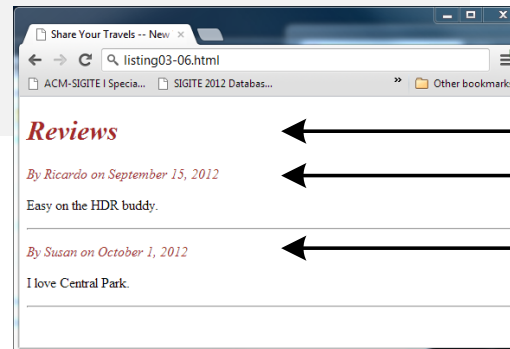 Share Your Travels -- New
listing03-06.html
ACM-SIGITE I Specia... SIGITE 2012 Databas... » Other bookmark
Reviews
By Ricardo on September 15, 2012
Easy on the HDR buddy.
By Susan on October 1, 2012
I love Central Park.